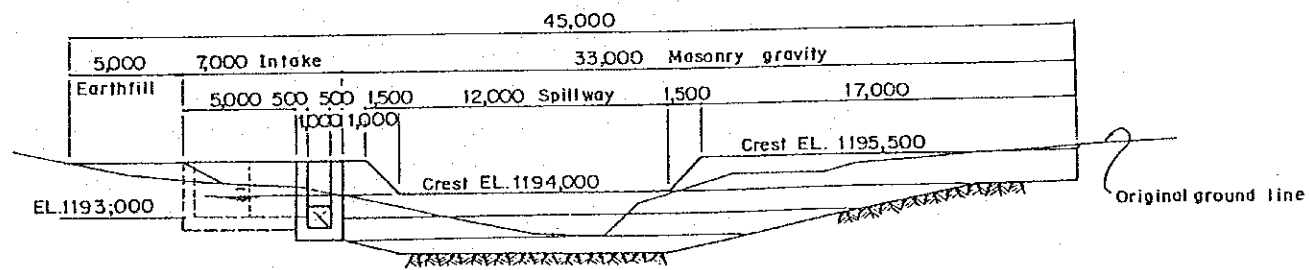 45,000
5,000 7,000 Intake 33,000 Masonry gravity
Earthfill
5,000 500 500 1,500 12,000 Spillway 1,500 17,000
1,000 1,000
Crest EL. 1195,500
Crest EL. 1194,000
EL. 1193,000
Original ground line